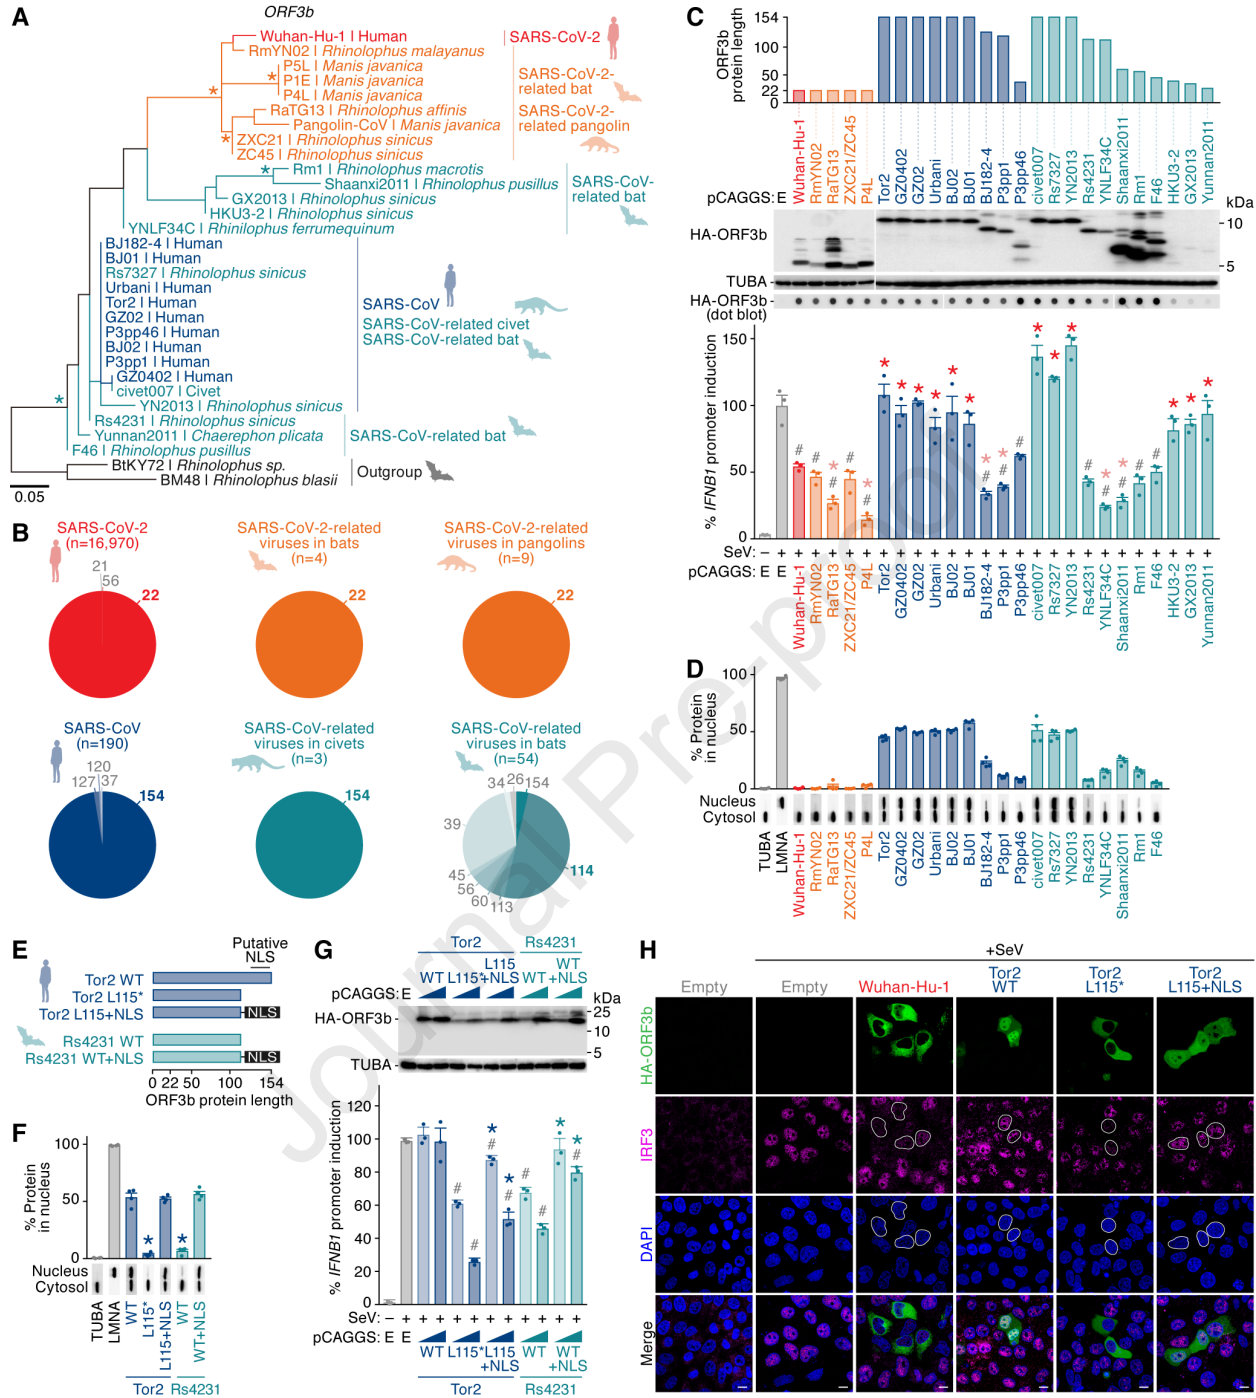 A
ORF3b
Wuhan-Hu-1 | Human
RmYN02 | Rhinolophus malayanus
P5L | Manis javanica
P1E | Manis javanica
P4L | Manis javanica
RaTG13 | Rhinolophus affinis
Pangolin-CoV | Manis javanica
ZXC21 | Rhinolophus sinicus
ZC45 | Rhinolophus sinicus
Rm1 | Rhinolophus macrotis
Shaanxi2011 | Rhinolophus pusillus
GX2013 | Rhinolophus sinicus
HKU3-2 | Rhinolophus sinicus
YNLF34C | Rhinolophus ferrumequinum
BJ182-4 | Human
BJ01 | Human
Rs7327 | Rhinolophus sinicus
Urbani | Human
Tor2 | Human
GZ02 | Human
P3pp46 | Human
BJ02 | Human
P3pp1 | Human
GZ0402 | Human
civet007 | Civet
YN2013 | Rhinolophus sinicus
Rs4231 | Rhinolophus sinicus
Yunnan2011 | Chaerephon plicata
F46 | Rhinolophus pusillus
BtKY72 | Rhinolophus sp.
BM48 | Rhinolophus blasii
* * * * *
0.05
SARS-CoV-2
SARS-CoV-2-
related bat
SARS-CoV-2-
related pangolin
SARS-CoV-
related bat
SARS-CoV
SARS-CoV-related civet
SARS-CoV-related bat
SARS-CoV-related bat
Outgroup
B
SARS-CoV-2
(n=16,970)
21
56
22
SARS-CoV-2-related
viruses in bats
(n=4)
22
SARS-CoV-2-related
viruses in pangolins
(n=9)
22
SARS-CoV
(n=190)
120
127 37
154
SARS-CoV-related
viruses in civets
(n=3)
154
SARS-CoV-related
viruses in bats
(n=54)
34 26 154
39
114
45
56
60 113
C
ORF3b
protein length
154
100
50
22
0
Wuhan-Hu-1
RmYN02
RaTG13
ZXC21/ZC45
P4L
Tor2
GZ0402
GZ02
Urbani
BJ02
BJ01
BJ182-4
P3pp1
P3pp46
civet007
Rs7327
YN2013
Rs4231
YNLF34C
Shaanxi2011
Rm1
F46
HKU3-2
GX2013
Yunnan2011
pCAGGS: E
kDa
HA-ORF3b
10
5
TUBA
HA-ORF3b
(dot blot)
% IFNB1 promoter induction
150
100
50
0
# # * # # * # * * * * * * * # * # # * * * # * # * # # # * * *
SeV: − + + + + + + + + + + + + + + + + + + + + + + + + + +
pCAGGS: E E
Wuhan-Hu-1
RmYN02
RaTG13
ZXC21/ZC45
P4L
Tor2
GZ0402
GZ02
Urbani
BJ02
BJ01
BJ182-4
P3pp1
P3pp46
civet007
Rs7327
YN2013
Rs4231
YNLF34C
Shaanxi2011
Rm1
F46
HKU3-2
GX2013
Yunnan2011
D
% Protein
in nucleus
100
50
0
Nucleus
Cytosol
TUBA
LMNA
Wuhan-Hu-1
RmYN02
RaTG13
ZXC21/ZC45
P4L
Tor2
GZ0402
GZ02
Urbani
BJ02
BJ01
BJ182-4
P3pp1
P3pp46
civet007
Rs7327
YN2013
Rs4231
YNLF34C
Shaanxi2011
Rm1
F46
E
Putative
NLS
Tor2 WT
Tor2 L115*
Tor2 L115+NLS NLS
Rs4231 WT
Rs4231 WT+NLS NLS
0 22 50 100 154
ORF3b protein length
F
% Protein
in nucleus
100
50
0
* *
Nucleus
Cytosol
TUBA
LMNA
WT
L115*
L115+NLS
WT
WT+NLS
Tor2 Rs4231
G
Tor2 Rs4231
L115 WT
WT L115* +NLS WT +NLS
pCAGGS: E
kDa
HA-ORF3b
25
10
5
TUBA
% IFNB1 promoter induction
120
100
80
60
40
20
0
# # * # * # # # * * #
SeV: − + + + + + + + + + + +
pCAGGS: E E
WT L115* L115 WT WT
+NLS +NLS
Tor2 Rs4231
H
+SeV
Empty
Empty
Wuhan-Hu-1
Tor2
WT
Tor2
L115*
Tor2
L115+NLS
HA-ORF3b
IRF3
DAPI
Merge
Journal Pre-proof